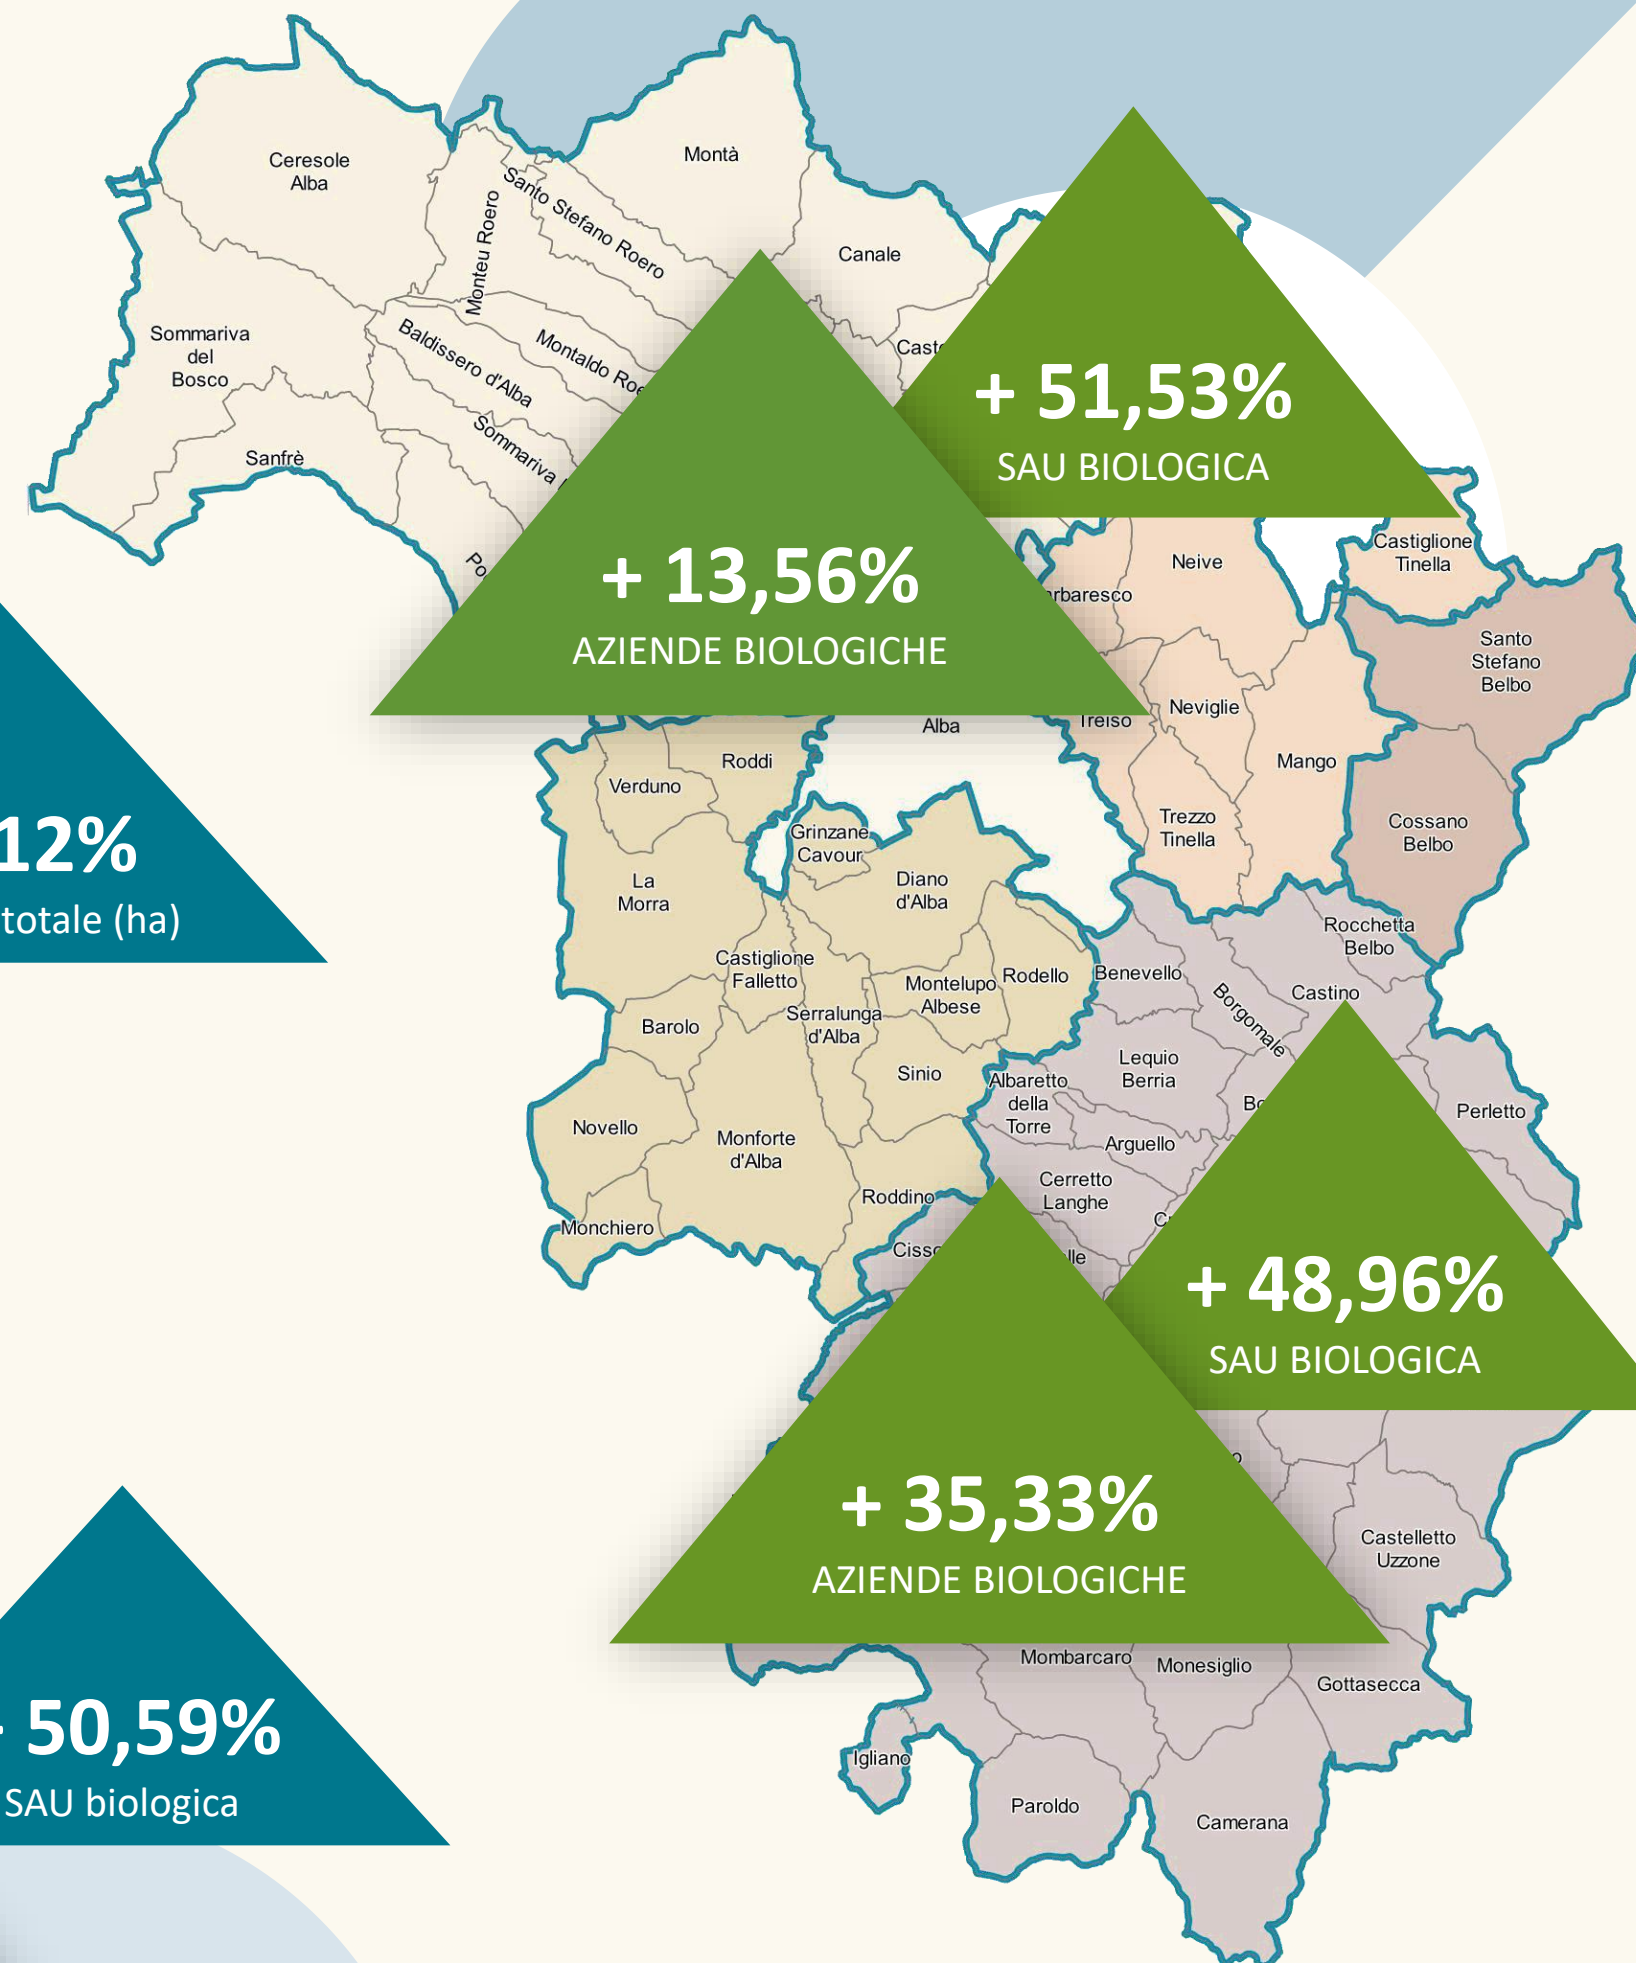 Ceresole
Alba
Montà
Santo Stefano Roero
Monteu Roero
Canale
Sommariva
del
Bosco
Baldissero d'Alba
Montaldo
Sanfrè
Sommariva
+ 51,53%
SAU BIOLOGICA
+ 13,56%
AZIENDE BIOLOGICHE
Neive
Castiglione
Tinella
Santo
Stefano
Belbo
Treiso
Neviglie
Alba
Mango
Roddi
Verduno
Trezzo
Tinella
Cossano
Belbo
Grinzane
Cavour
12%
totale (ha)
La
Morra
Diano
d'Alba
Rocchetta
Belbo
Castiglione
Falletto
Montelupo
Albese
Rodello
Benevello
Borgomale
Castino
Barolo
Serralunga
d'Alba
Sinio
Lequio
Berria
Albaretto
della
Torre
Perletto
Novello
Monforte
d'Alba
Arguello
Cerretto
Langhe
Roddino
Monchiero
+ 48,96%
SAU BIOLOGICA
+ 35,33%
AZIENDE BIOLOGICHE
Castelletto
Uzzone
Mombarcaro
Monesiglio
Gottasecca
50,59%
SAU biologica
Igliano
Paroldo
Camerana